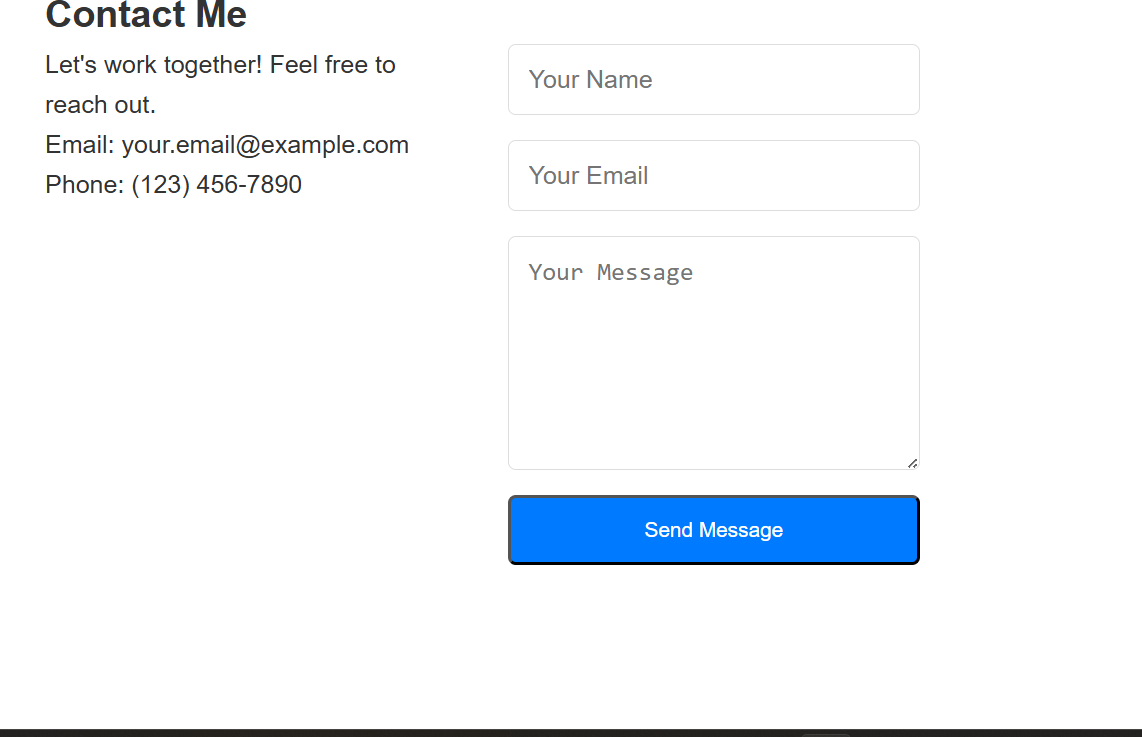 Contact Me
Let's work together! Feel free to
reach out.
Email: your.email@example.com
Phone: (123) 456-7890
Your Name
Your Email
Your Message
Send Message